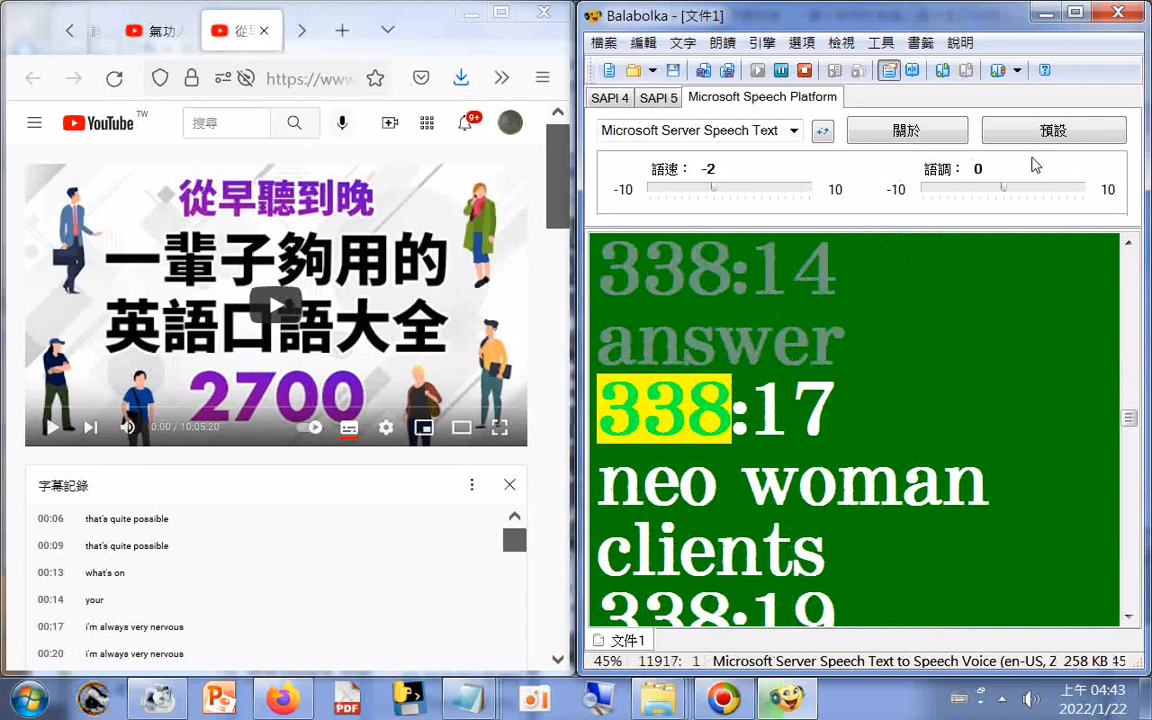 氣功
從
https://www
YouTube TW
搜尋
9+
從早聽到晚
一輩子夠用的
英語口語大全
2700
0:00 / 10:05:20
字幕記錄
00:06 that's quite possible
00:09 that's quite possible
00:13 what's on
00:14 your
00:17 i'm always very nervous
00:20 i'm always very nervous
Balabolka - [文件1]
檔案 編輯 文字 朗讀 引擎 選項 檢視 工具 書籤 說明
SAPI 4 SAPI 5 Microsoft Speech Platform
Microsoft Server Speech Text
關於
預設
語速： -2
語調： 0
-10 10 -10 10
338:14
answer
338:17
neo woman
clients
338:19
文件1
45% 11917: 1 Microsoft Server Speech Text to Speech Voice (en-US, Z 258 KB 45
PDF
上午 04:43
2022/1/22